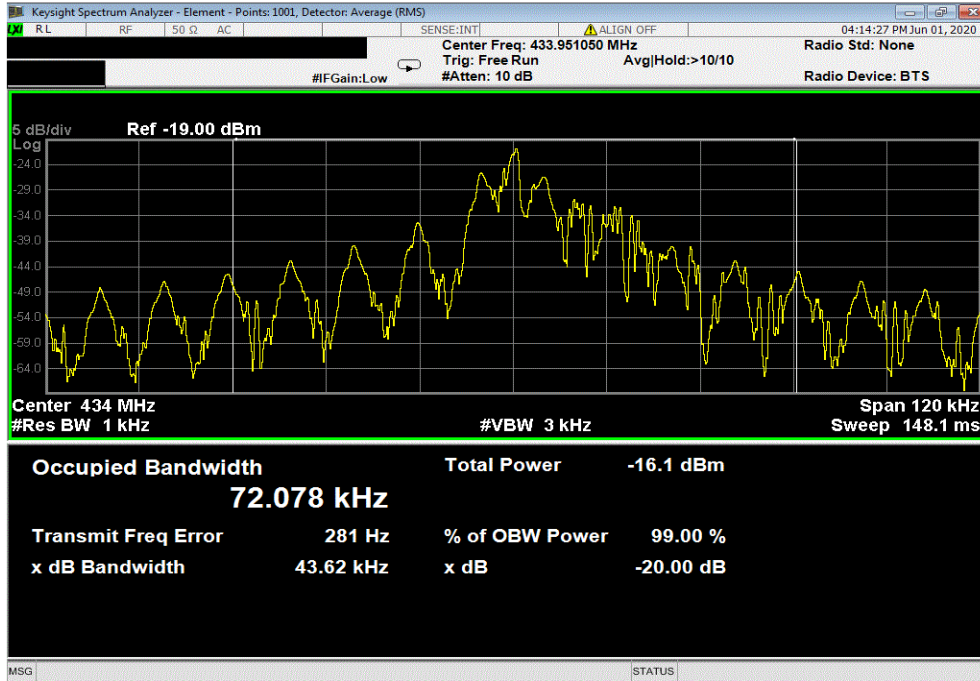 Keysight Spectrum Analyzer - Element - Points: 1001, Detector: Average (RMS)
LXI RL RF 50 Ω AC SENSE:INT ALIGN OFF 04:14:27 PM Jun 01, 2020
Center Freq: 433.951050 MHz Radio Std: None
Trig: Free Run Avg|Hold:>10/10
#IFGain:Low #Atten: 10 dB Radio Device: BTS
5 dB/div Ref -19.00 dBm
Log
-24.0
-29.0
-34.0
-39.0
-44.0
-49.0
-54.0
-59.0
-64.0
Center 434 MHz Span 120 kHz
#Res BW 1 kHz #VBW 3 kHz Sweep 148.1 ms
Occupied Bandwidth Total Power -16.1 dBm
72.078 kHz
Transmit Freq Error 281 Hz % of OBW Power 99.00 %
x dB Bandwidth 43.62 kHz x dB -20.00 dB
MSG STATUS